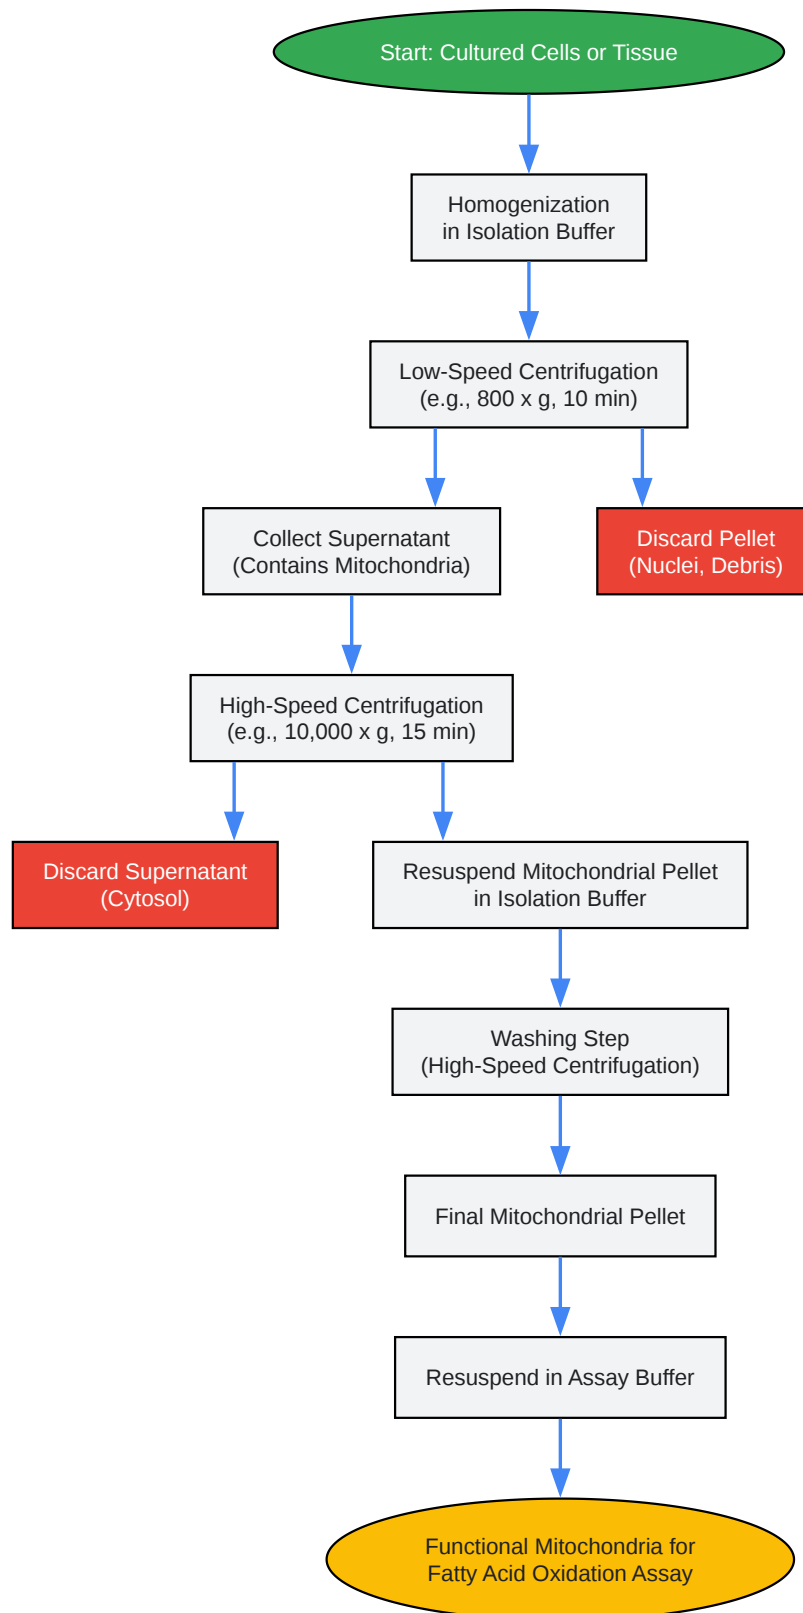 Start: Cultured Cells or Tissue
Homogenization
in Isolation Buffer
Low-Speed Centrifugation
(e.g., 800 x g, 10 min)
Collect Supernatant
(Contains Mitochondria)
Discard Pellet
(Nuclei, Debris)
High-Speed Centrifugation
(e.g., 10,000 x g, 15 min)
Discard Supernatant
(Cytosol)
Resuspend Mitochondrial Pellet
in Isolation Buffer
Washing Step
(High-Speed Centrifugation)
Final Mitochondrial Pellet
Resuspend in Assay Buffer
Functional Mitochondria for
Fatty Acid Oxidation Assay